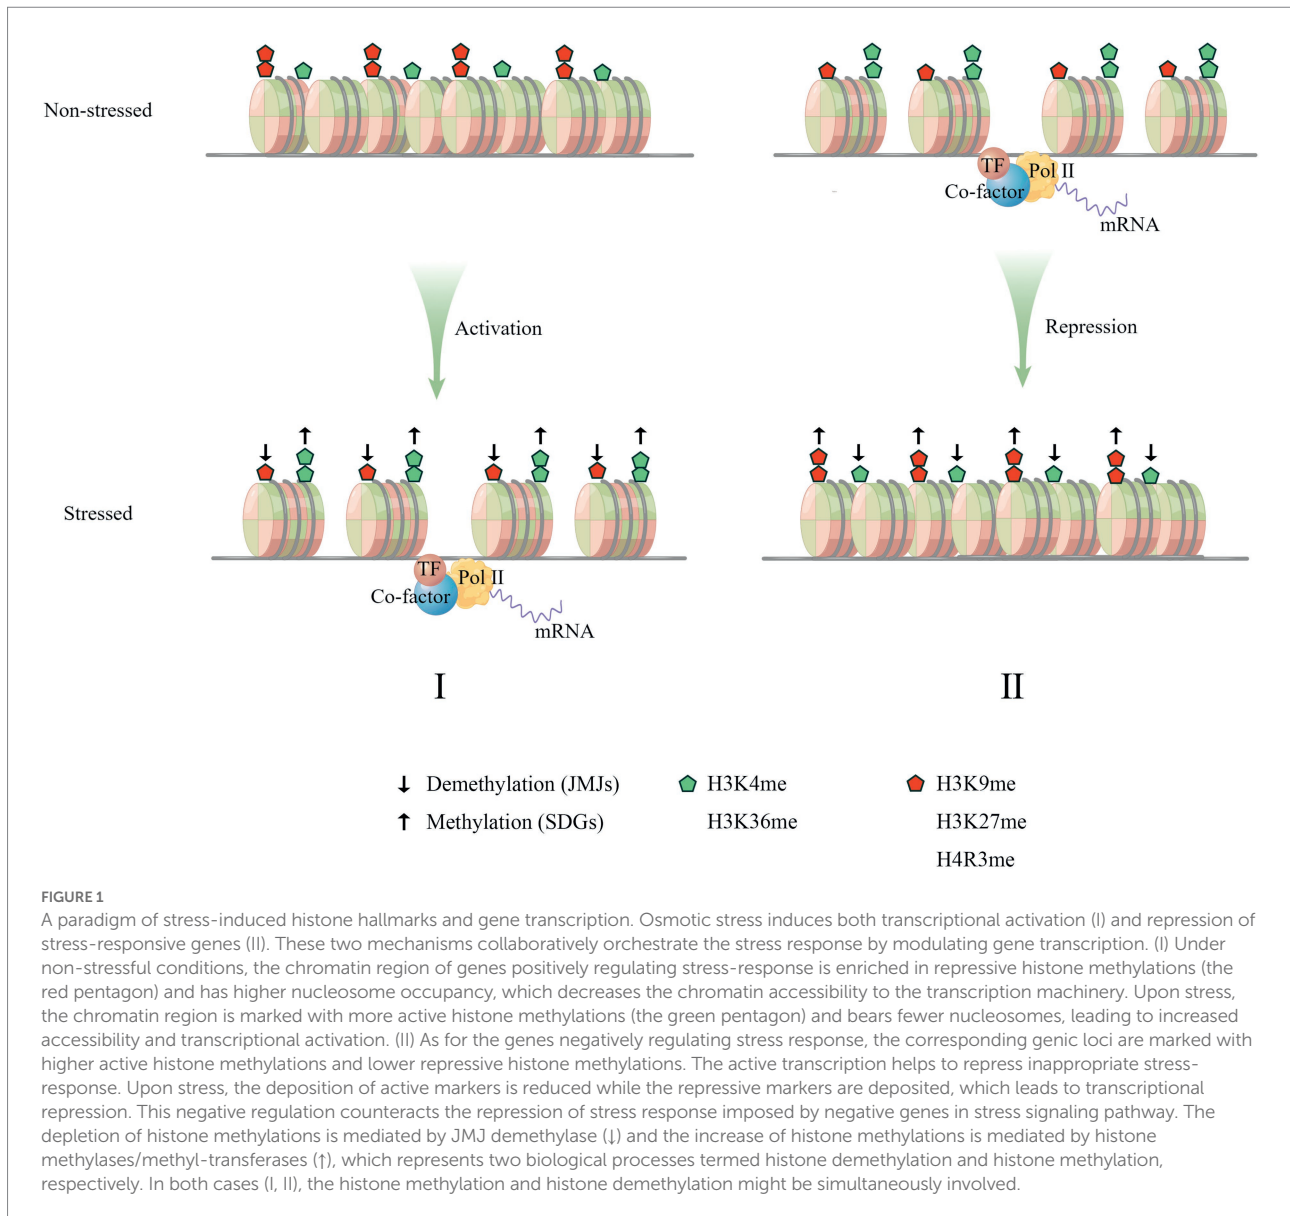 Non-stressed
TF
Pol II
Co-factor
mRNA
Activation
Repression
Stressed
TF
Pol II
Co-factor
mRNA
I
II
↓ Demethylation (JMJs)
↑ Methylation (SDGs)
H3K4me
H3K36me
H3K9me
H3K27me
H4R3me
FIGURE 1
A paradigm of stress-induced histone hallmarks and gene transcription. Osmotic stress induces both transcriptional activation (I) and repression of
stress-responsive genes (II). These two mechanisms collaboratively orchestrate the stress response by modulating gene transcription. (I) Under
non-stressful conditions, the chromatin region of genes positively regulating stress-response is enriched in repressive histone methylations (the
red pentagon) and has higher nucleosome occupancy, which decreases the chromatin accessibility to the transcription machinery. Upon stress,
the chromatin region is marked with more active histone methylations (the green pentagon) and bears fewer nucleosomes, leading to increased
accessibility and transcriptional activation. (II) As for the genes negatively regulating stress response, the corresponding genic loci are marked with
higher active histone methylations and lower repressive histone methylations. The active transcription helps to repress inappropriate stress-
response. Upon stress, the deposition of active markers is reduced while the repressive markers are deposited, which leads to transcriptional
repression. This negative regulation counteracts the repression of stress response imposed by negative genes in stress signaling pathway. The
depletion of histone methylations is mediated by JMJ demethylase (↓) and the increase of histone methylations is mediated by histone
methylases/methyl-transferases (↑), which represents two biological processes termed histone demethylation and histone methylation,
respectively. In both cases (I, II), the histone methylation and histone demethylation might be simultaneously involved.